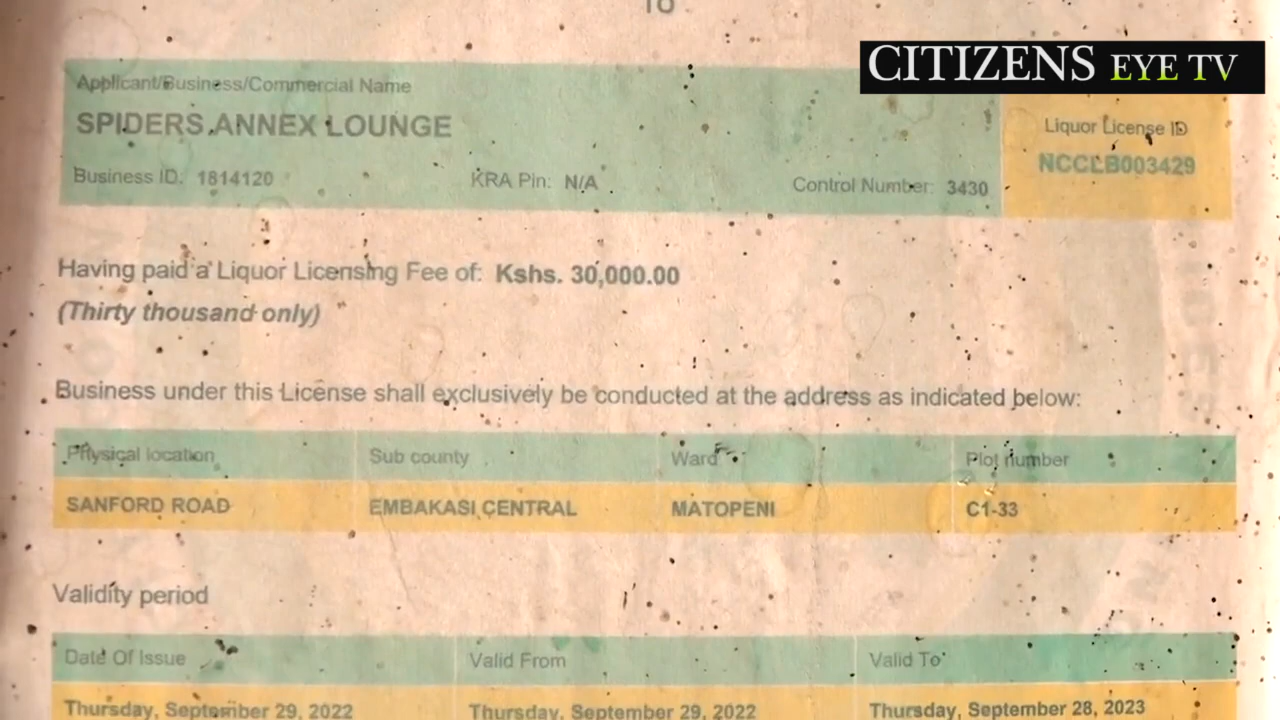 TO
CITIZENS EYE TV
Applicant/Business/Commercial Name
SPIDERS ANNEX LOUNGE
Business ID: 1814120 KRA Pin: N/A Control Number: 3430
Liquor License ID
NCCLB003429
Having paid a Liquor Licensing Fee of: Kshs. 30,000.00
(Thirty thousand only)
Business under this License shall exclusively be conducted at the address as indicated below:
Physical location Sub county Ward Plot number
SANFORD ROAD EMBAKASI CENTRAL MATOPENI C1-33
Validity period
Date Of Issue Valid From Valid To
Thursday, September 29, 2022 Thursday, September 29, 2022 Thursday, September 28, 2023